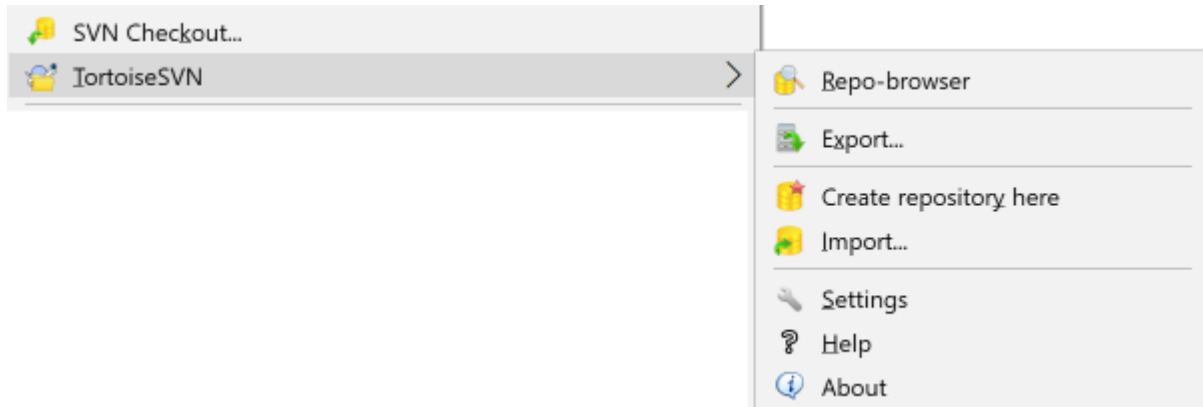 SVN Checkout...
TortoiseSVN
Repo-browser
Export...
Create repository here
Import...
Settings
Help
About